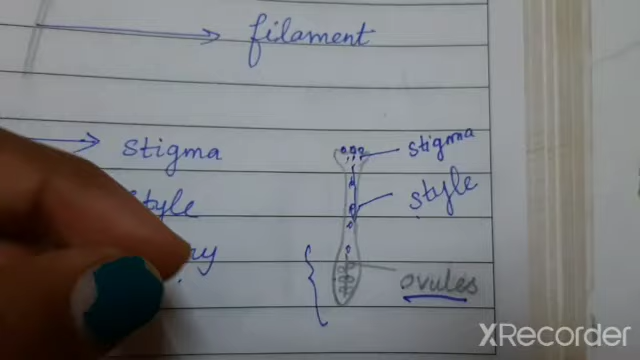 filament
stigma
stigma
style
style
ovules
XRecorder